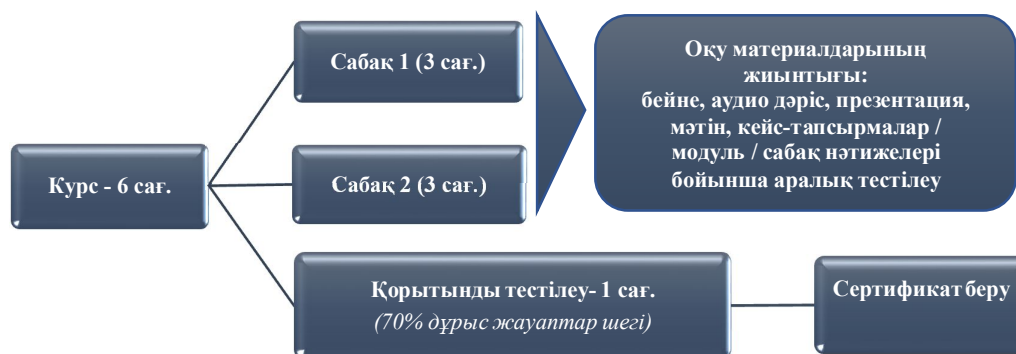 Курс - 6 сағ.
Сабақ 1 (3 сағ.)
Сабақ 2 (3 сағ.)
Оқу материалдарының
жиынтығы:
бейне, аудио дәріс, презентация,
мәтін, кейс-тапсырмалар /
модуль / сабақ нәтижелері
бойынша аралық тестілеу
Қорытынды тестілеу- 1 сағ.
(70% дұрыс жауаптар шегі)
Сертификат беру